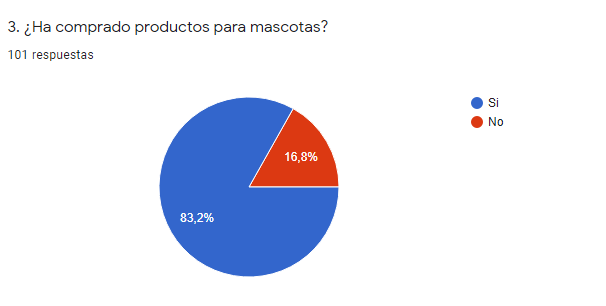 3. ¿Ha comprado productos para mascotas?
101 respuestas
Si
No
16,8%
83,2%